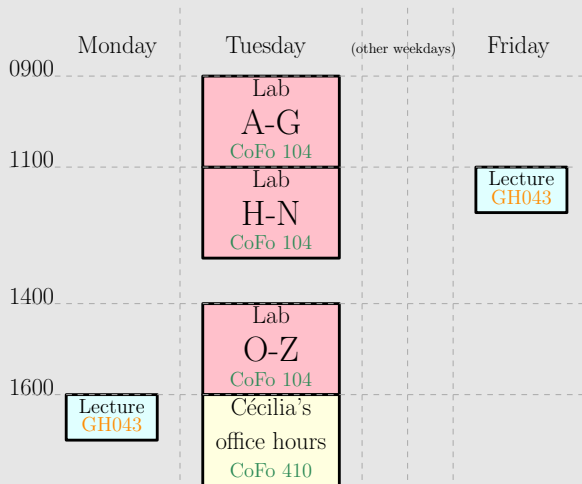 Monday
Tuesday
(other weekdays)
Friday
0900
Lab
A-G
CoFo 104
1100
Lab
H-N
CoFo 104
Lecture
GH043
1400
Lab
O-Z
CoFo 104
1600
Lecture
GH043
Cécilia's
office hours
CoFo 410